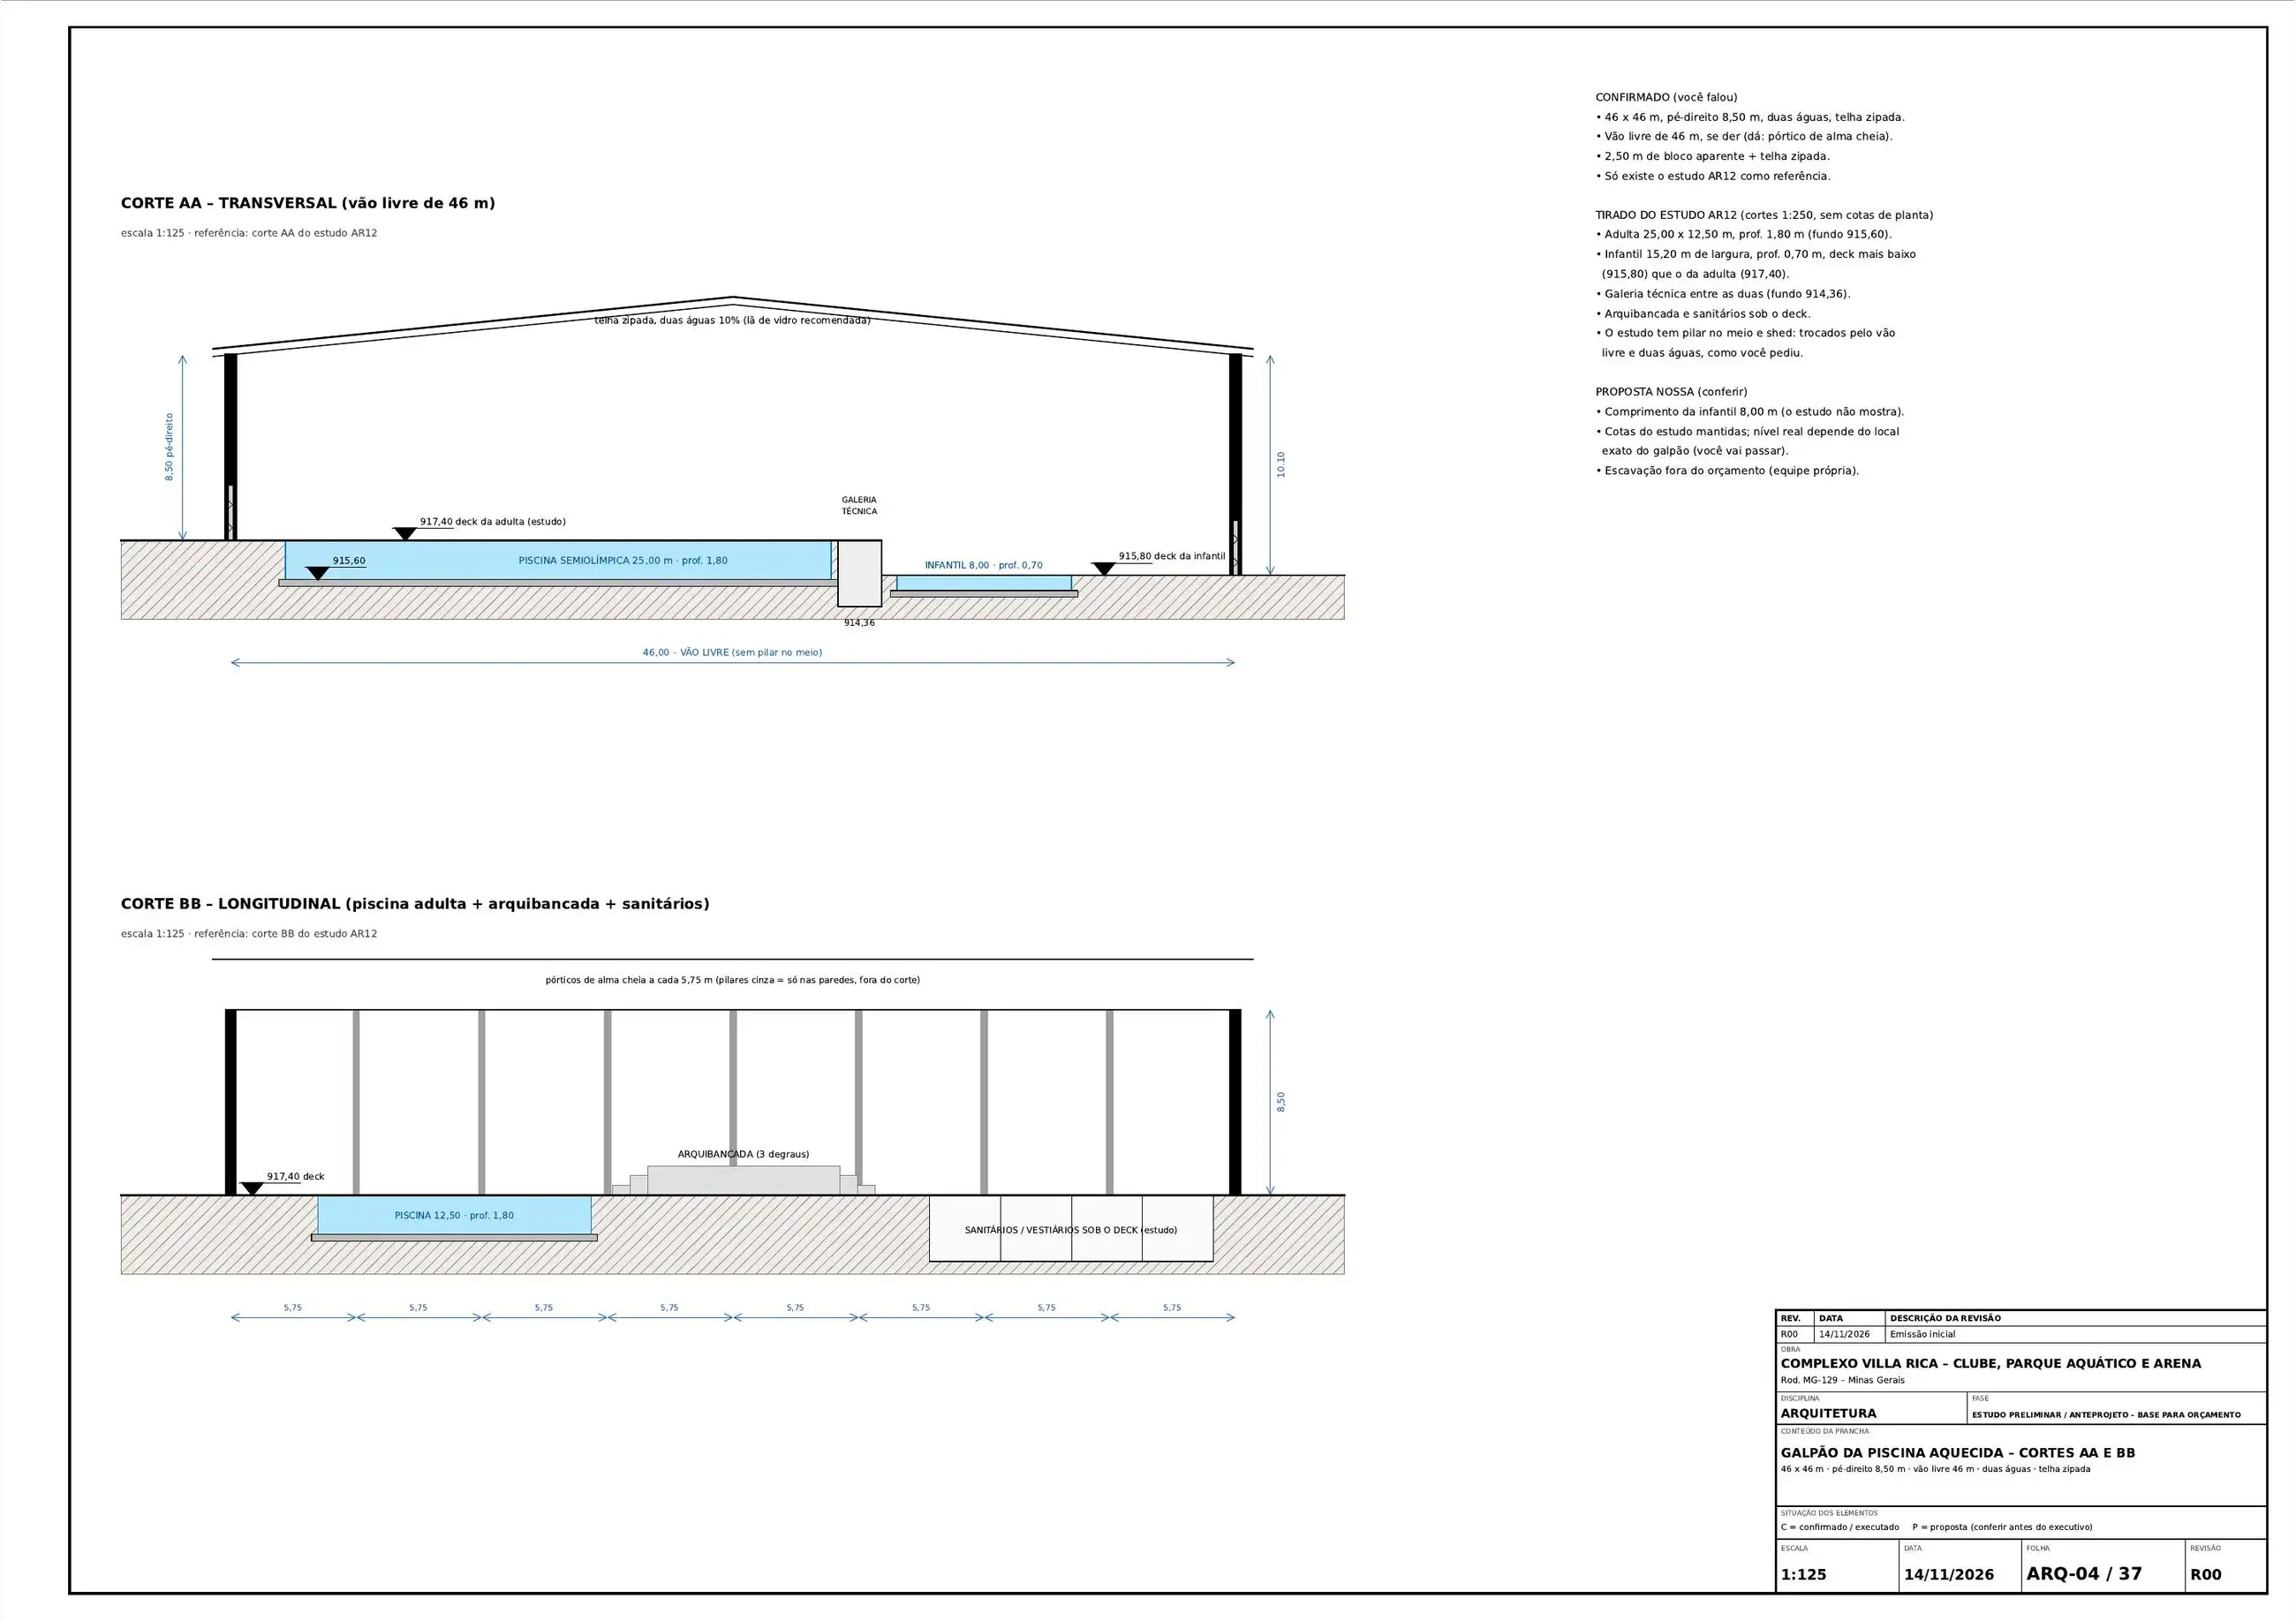 CONFIRMADO (você falou)
• 46 x 46 m, pé-direito 8,50 m, duas águas, telha zipada.
• Vão livre de 46 m, se der (dá: pórtico de alma cheia).
• 2,50 m de bloco aparente + telha zipada.
• Só existe o estudo AR12 como referência.
TIRADO DO ESTUDO AR12 (cortes 1:250, sem cotas de planta)
• Adulta 25,00 x 12,50 m, prof. 1,80 m (fundo 915,60).
• Infantil 15,20 m de largura, prof. 0,70 m, deck mais baixo
(915,80) que o da adulta (917,40).
• Galeria técnica entre as duas (fundo 914,36).
• Arquibancada e sanitários sob o deck.
• O estudo tem pilar no meio e shed: trocados pelo vão
livre e duas águas, como você pediu.
PROPOSTA NOSSA (conferir)
• Comprimento da infantil 8,00 m (o estudo não mostra).
• Cotas do estudo mantidas; nível real depende do local
exato do galpão (você vai passar).
• Escavação fora do orçamento (equipe própria).
CORTE AA – TRANSVERSAL (vão livre de 46 m)
escala 1:125 · referência: corte AA do estudo AR12
telha zipada, duas águas 10% (lã de vidro recomendada)
8,50 pé-direito
10.10
GALERIA
TÉCNICA
917,40 deck da adulta (estudo)
915,60
PISCINA SEMIOLÍMPICA 25,00 m · prof. 1,80
INFANTIL 8,00 · prof. 0,70
915,80 deck da infantil
914,36
46,00 – VÃO LIVRE (sem pilar no meio)
CORTE BB – LONGITUDINAL (piscina adulta + arquibancada + sanitários)
escala 1:125 · referência: corte BB do estudo AR12
pórticos de alma cheia a cada 5,75 m (pilares cinza = só nas paredes, fora do corte)
8,50
ARQUIBANCADA (3 degraus)
917,40 deck
PISCINA 12,50 · prof. 1,80
SANITÁRIOS / VESTIÁRIOS SOB O DECK (estudo)
5,75 5,75 5,75 5,75 5,75 5,75 5,75 5,75
REV. DATA DESCRIÇÃO DA REVISÃO
R00 14/11/2026 Emissão inicial
OBRA
COMPLEXO VILLA RICA – CLUBE, PARQUE AQUÁTICO E ARENA
Rod. MG-129 – Minas Gerais
DISCIPLINA FASE
ARQUITETURA ESTUDO PRELIMINAR / ANTEPROJETO – BASE PARA ORÇAMENTO
CONTEÚDO DA PRANCHA
GALPÃO DA PISCINA AQUECIDA – CORTES AA E BB
46 x 46 m · pé-direito 8,50 m · vão livre 46 m · duas águas · telha zipada
SITUAÇÃO DOS ELEMENTOS
C = confirmado / executado P = proposta (conferir antes do executivo)
ESCALA DATA FOLHA REVISÃO
1:125 14/11/2026 ARQ-04 / 37 R00